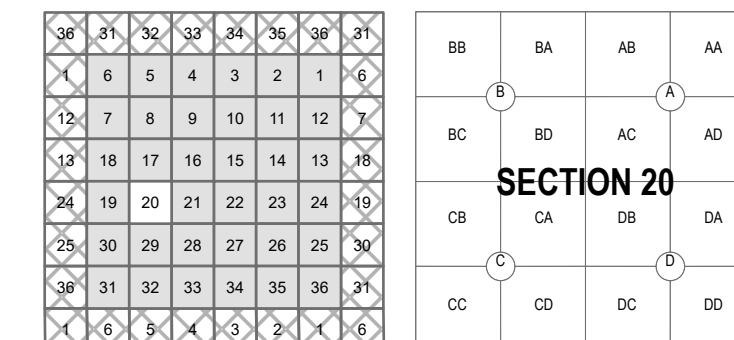 36 31 32 33 34 35 36 31
1 6 5 4 3 2 1 6
12 7 8 9 10 11 12 7
13 18 17 16 15 14 13 18
24 19 20 21 22 23 24 19
25 30 29 28 27 26 25 30
36 31 32 33 34 35 36 31
1 6 5 4 3 2 1 6
BB BA AB AA
B A
BC BD AC AD
SECTION 20
CB CA DB DA
C D
CC CD DC DD